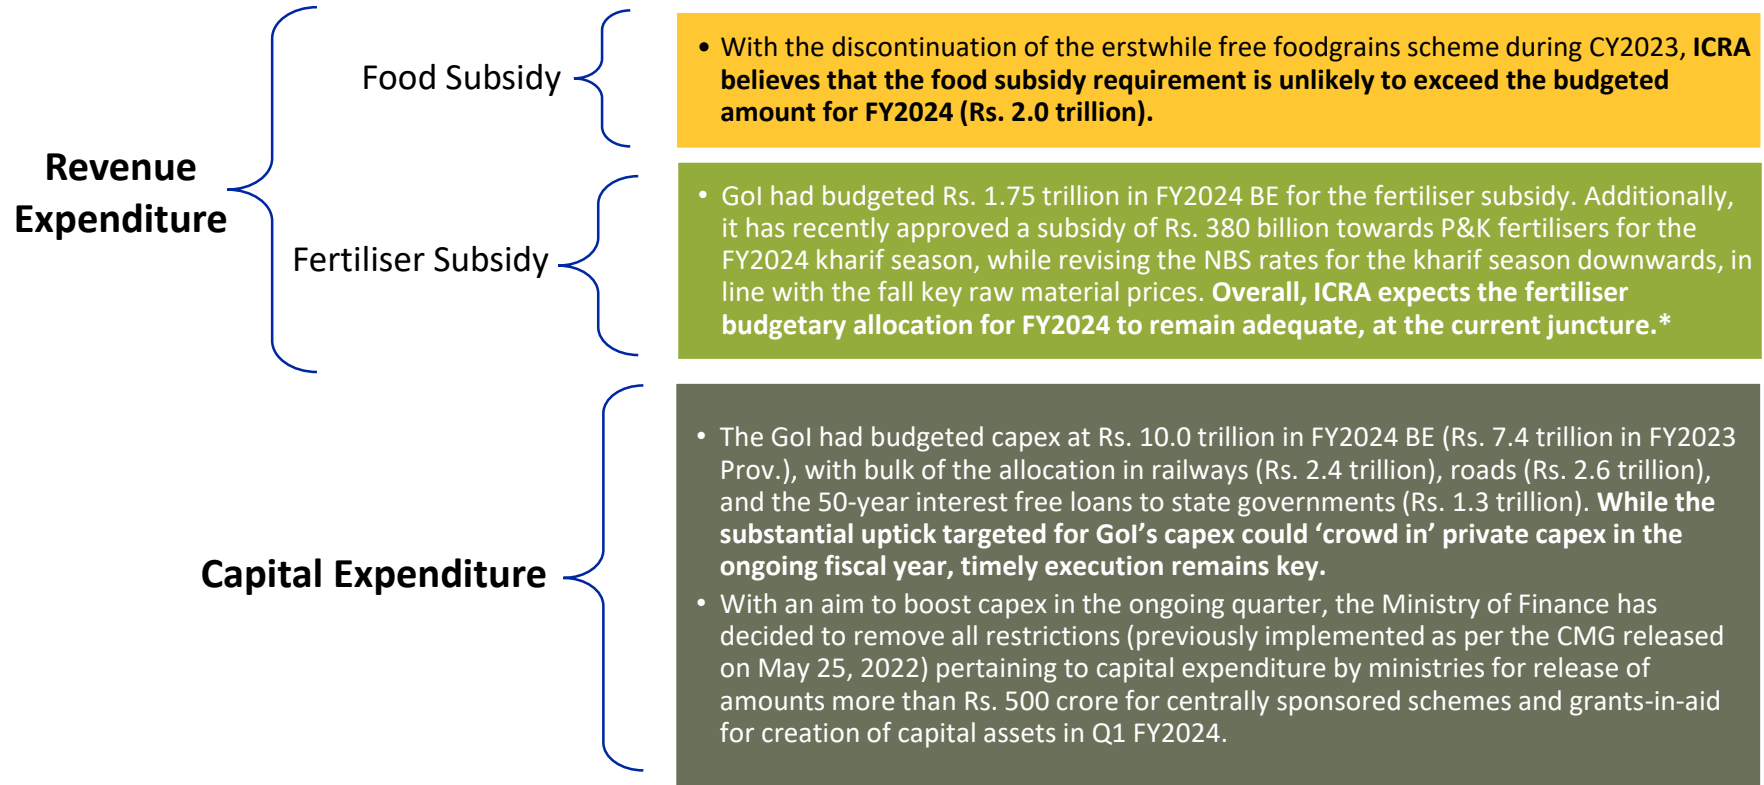 Revenue
Expenditure
Food Subsidy
• With the discontinuation of the erstwhile free foodgrains scheme during CY2023, ICRA
believes that the food subsidy requirement is unlikely to exceed the budgeted
amount for FY2024 (Rs. 2.0 trillion).
Fertiliser Subsidy
• GoI had budgeted Rs. 1.75 trillion in FY2024 BE for the fertiliser subsidy. Additionally,
it has recently approved a subsidy of Rs. 380 billion towards P&K fertilisers for the
FY2024 kharif season, while revising the NBS rates for the kharif season downwards, in
line with the fall key raw material prices. Overall, ICRA expects the fertiliser
budgetary allocation for FY2024 to remain adequate, at the current juncture.*
Capital Expenditure
• The GoI had budgeted capex at Rs. 10.0 trillion in FY2024 BE (Rs. 7.4 trillion in FY2023
Prov.), with bulk of the allocation in railways (Rs. 2.4 trillion), roads (Rs. 2.6 trillion),
and the 50-year interest free loans to state governments (Rs. 1.3 trillion). While the
substantial uptick targeted for GoI's capex could ‘crowd in’ private capex in the
ongoing fiscal year, timely execution remains key.
• With an aim to boost capex in the ongoing quarter, the Ministry of Finance has
decided to remove all restrictions (previously implemented as per the CMG released
on May 25, 2022) pertaining to capital expenditure by ministries for release of
amounts more than Rs. 500 crore for centrally sponsored schemes and grants-in-aid
for creation of capital assets in Q1 FY2024.